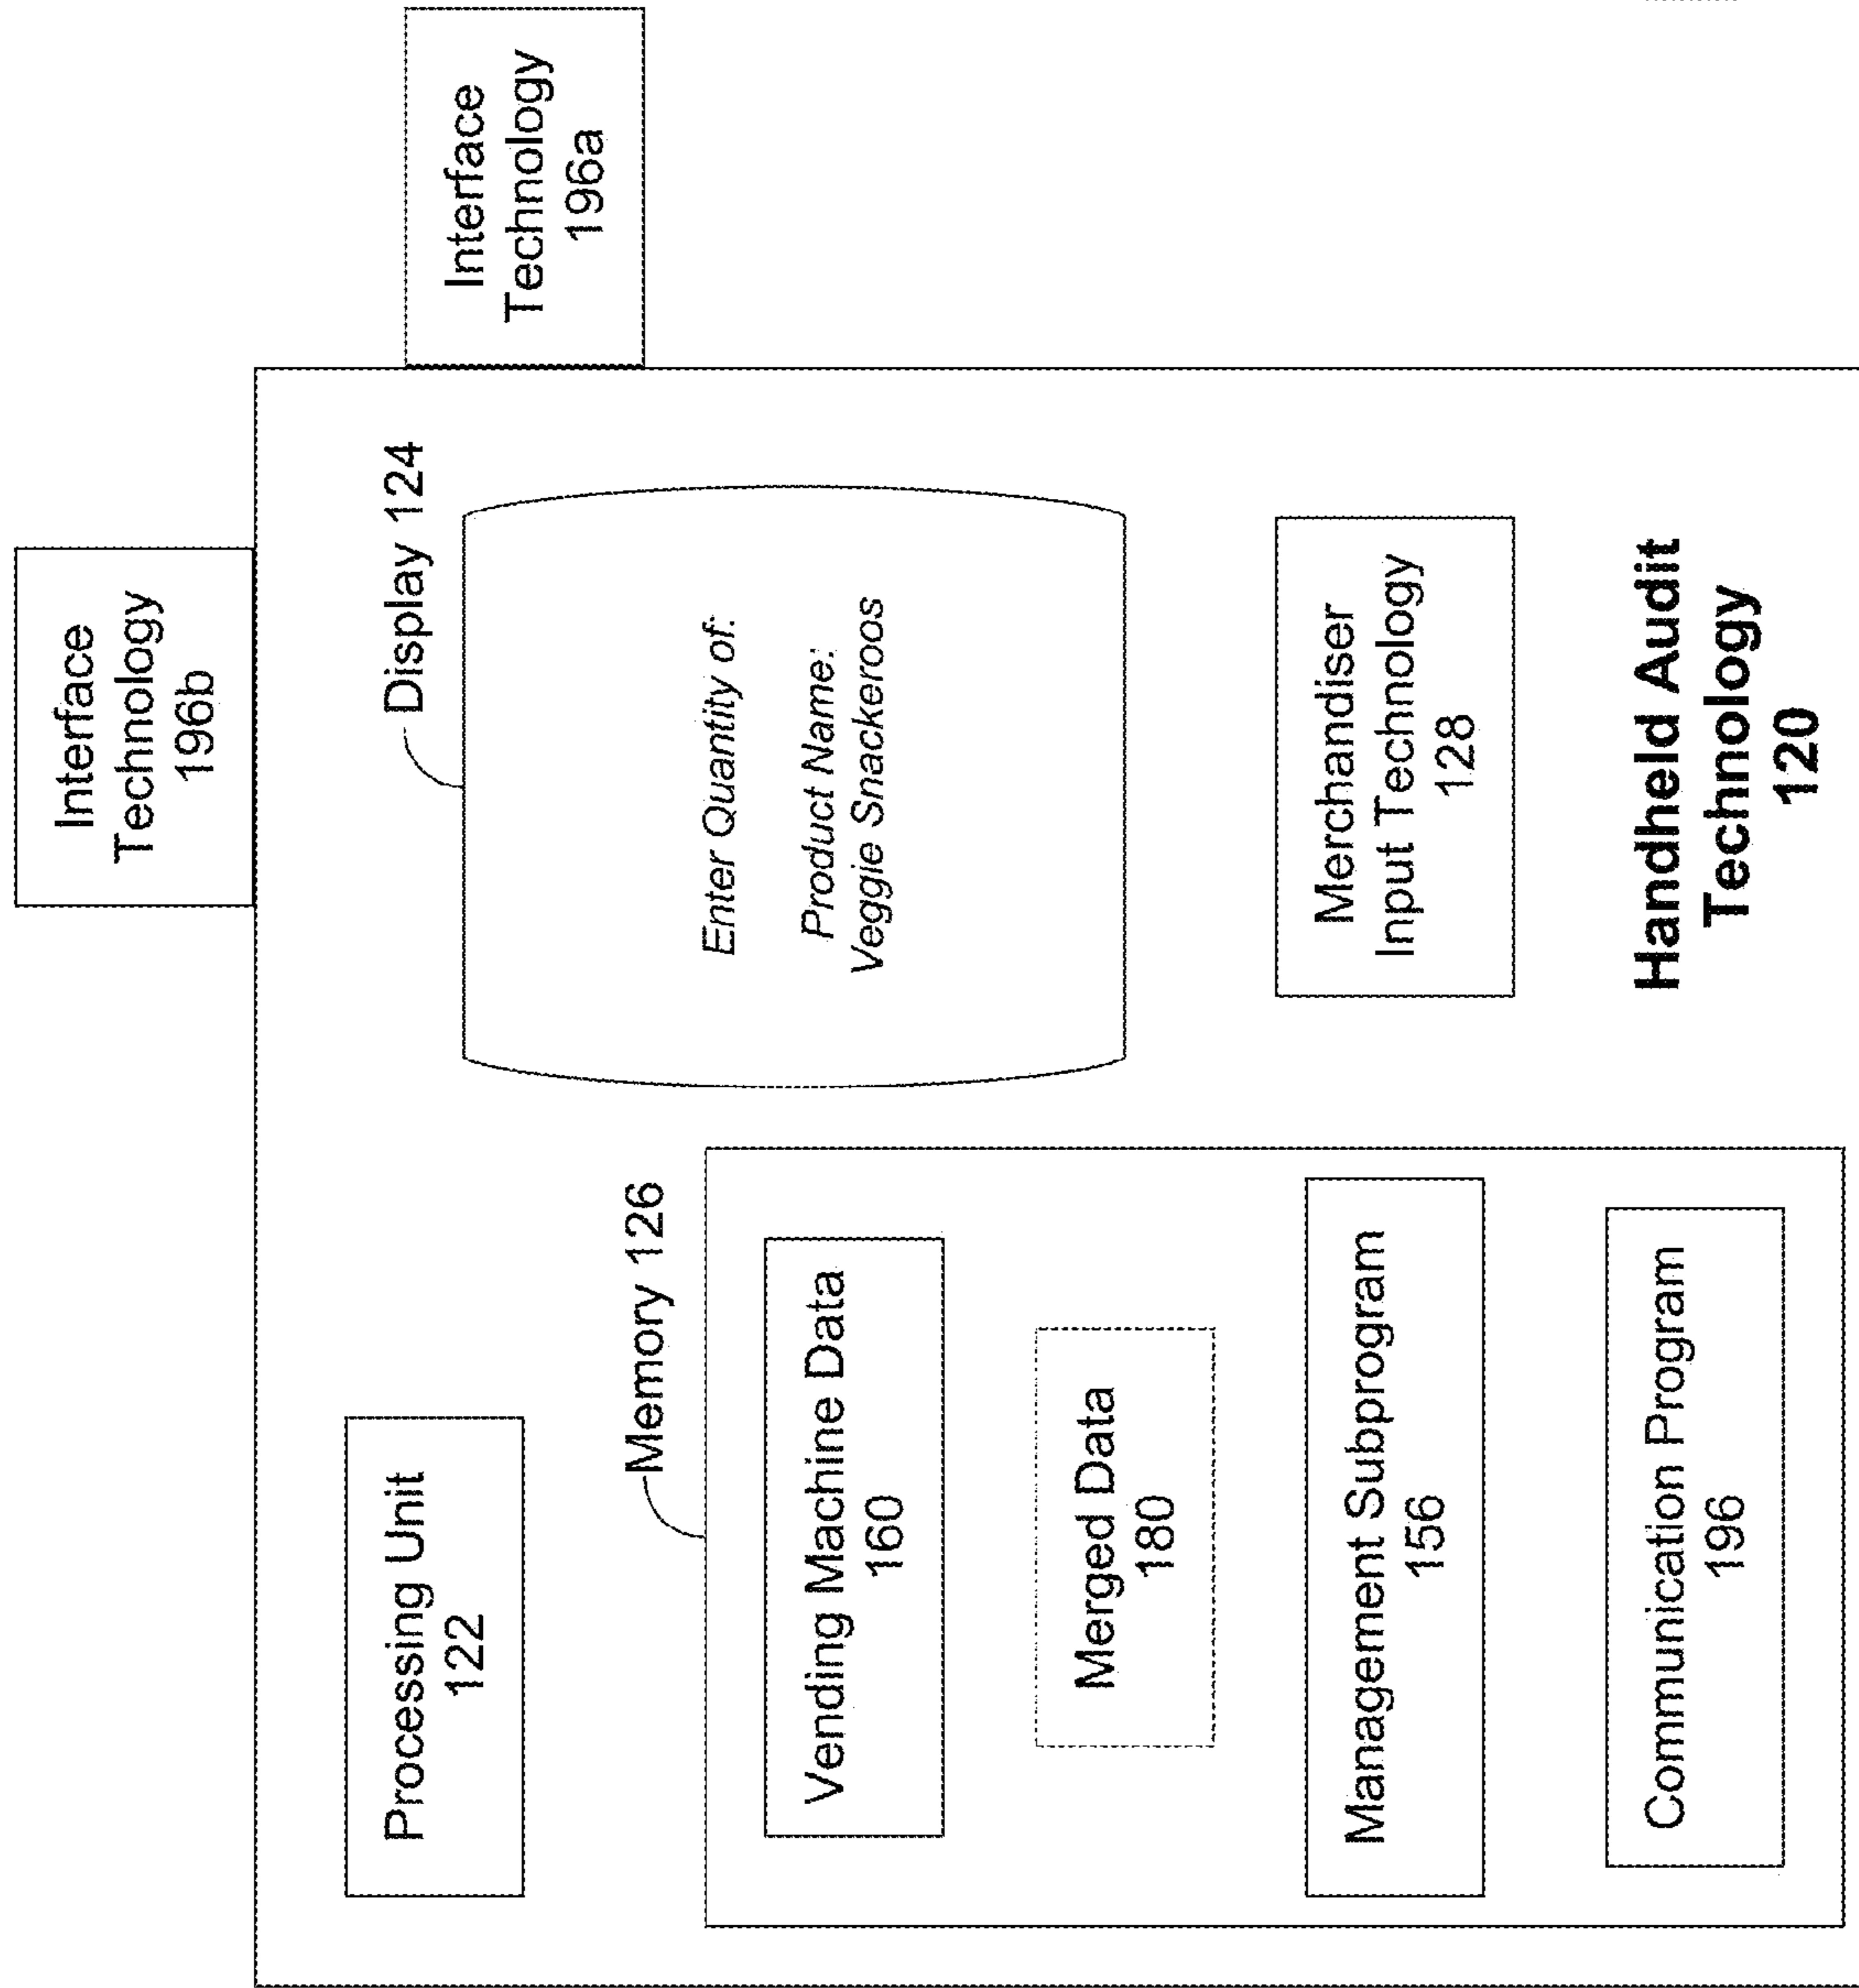 Interface
Technology
196b
Interface
Technology
196a
Processing Unit
122
Display 124
Enter Quantity of:
Product Name:
Veggie Snackeroos
Memory 126
Vending Machine Data
160
Merged Data
180
Management Subprogram
156
Communication Program
196
Merchandiser
Input Technology
128
Handheld Audit
Technology
120